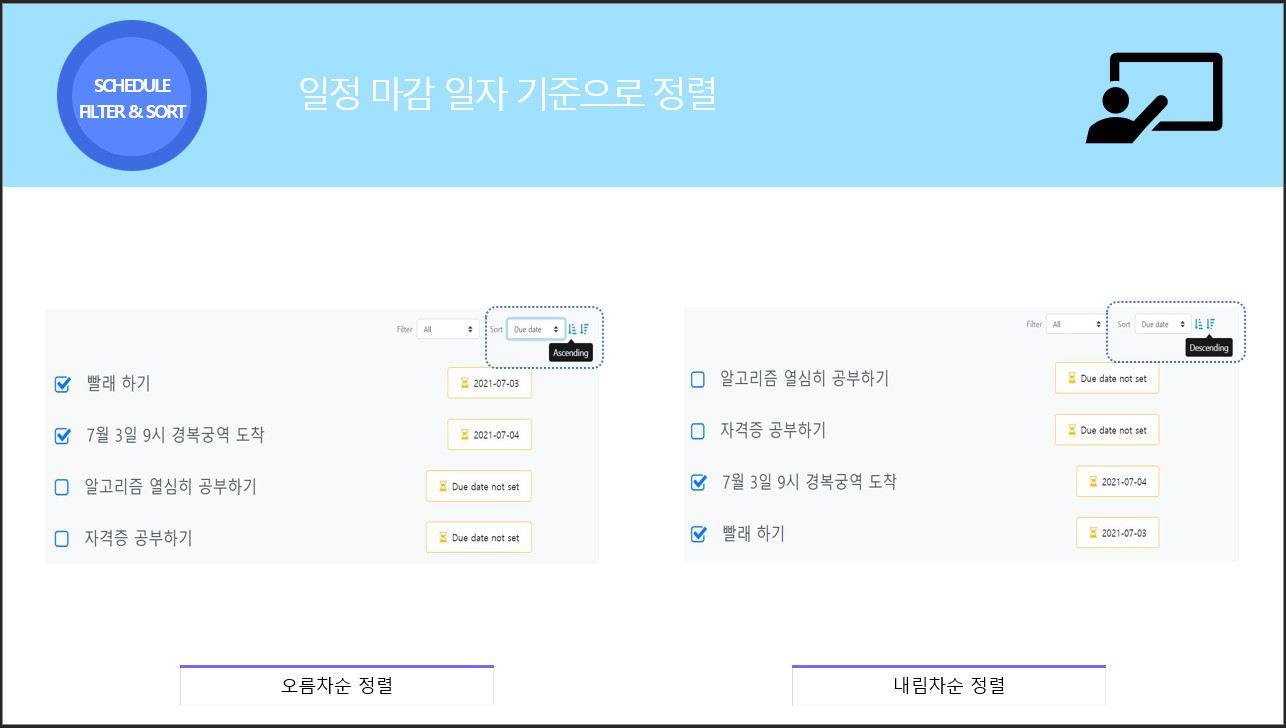 SCHEDULE
FILTER & SORT
일정 마감 일자 기준으로 정렬
Filter All Sort Due date
Ascending
빨래 하기 2021-07-03
7월 3일 9시 경복궁역 도착 2021-07-04
알고리즘 열심히 공부하기 Due date not set
자격증 공부하기 Due date not set
오름차순 정렬
Filter All Sort Due date
Descending
알고리즘 열심히 공부하기 Due date not set
자격증 공부하기 Due date not set
7월 3일 9시 경복궁역 도착 2021-07-04
빨래 하기 2021-07-03
내림차순 정렬